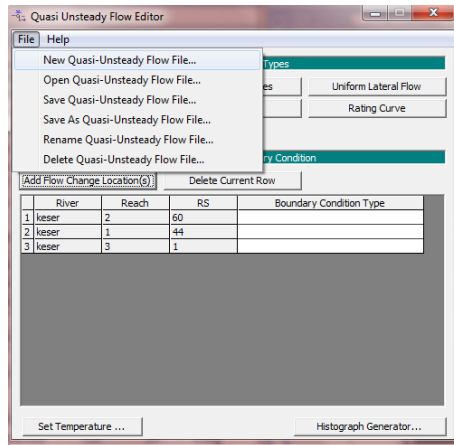 Quasi Unsteady Flow Editor
File Help
New Quasi-Unsteady Flow File...
Open Quasi-Unsteady Flow File...
Save Quasi-Unsteady Flow File...
Save As Quasi-Unsteady Flow File...
Rename Quasi-Unsteady Flow File...
Delete Quasi-Unsteady Flow File...
Types
es Uniform Lateral Flow
Rating Curve
ry Condition
Add Flow Change Location(s) Delete Current Row
River Reach RS Boundary Condition Type
1 keser 2 60
2 keser 1 44
3 keser 3 1
Set Temperature ... Histograph Generator...